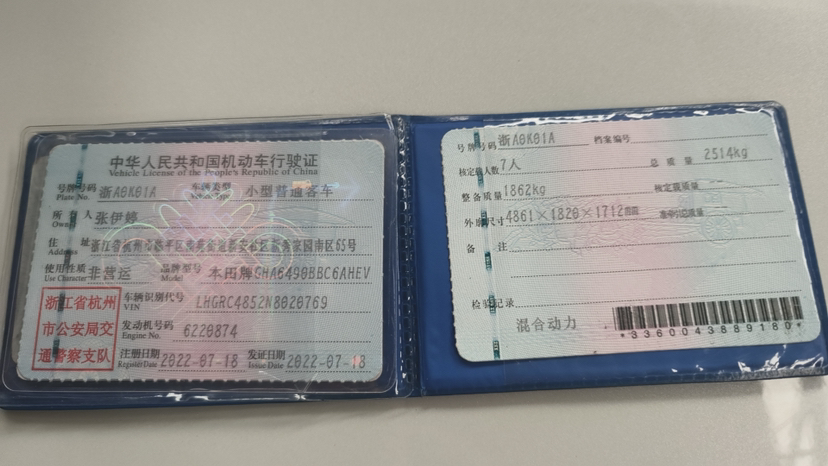 中华人民共和国机动车行驶证
Vehicle License of the People's Republic of China
号牌号码 浙A0K01A 车辆类型 小型普通客车
Plate No. Vehicle Type
所有人 张伊婷
Owner
住址 浙江省杭州市 家园南区65号
Address
使用性质 非营运 品牌型号 本田牌GHA6490BBC6AHEV
Use Character Model
浙江省杭州
市公安局交
通警察支队
车辆识别代号 LHGRC4852N8020769
VIN
发动机号码 6220874
Engine No.
注册日期 2022-07-18 发证日期 2022-07-18
Register Date Issue Date
号牌号码 浙A0K01A 档案编号
核定载人数 7人 总质量 2514kg
整备质量 1862kg 核定载质量 --
外廓尺寸 4861×1820×1712
备注
检验记录
混合动力
*3360043889180*